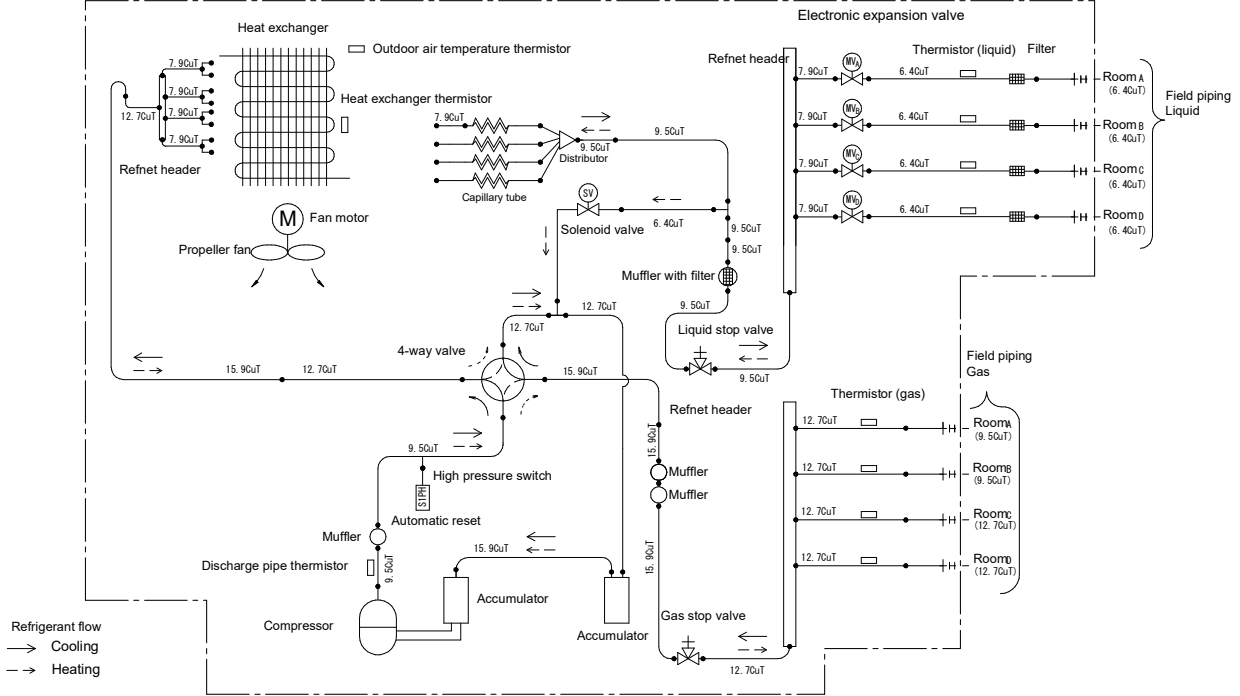 Electronic expansion valve
Heat exchanger
Outdoor air temperature thermistor
Refnet header
Thermistor (liquid)
Filter
7.9CuT
7.9CuT
7.9CuT
7.9CuT
12.7CuT
Refnet header
Heat exchanger thermistor
7.9CuT
9.5CuT
9.5CuT
Distributor
Capillary tube
7.9CuT
MVA
6.4CuT
Room A
(6.4CuT)
7.9CuT
MVB
6.4CuT
Room B
(6.4CuT)
7.9CuT
MVC
6.4CuT
Room C
(6.4CuT)
7.9CuT
MVD
6.4CuT
Room D
(6.4CuT)
Field piping
Liquid
M
Fan motor
Propeller fan
SV
Solenoid valve
6.4CuT
9.5CuT
9.5CuT
Muffler with filter
9.5CuT
Liquid stop valve
9.5CuT
12.7CuT
12.7CuT
4-way valve
15.9CuT
12.7CuT
15.9CuT
Refnet header
Thermistor (gas)
Field piping
Gas
15.9CuT
Muffler
Muffler
15.9CuT
12.7CuT
RoomA
(9.5CuT)
12.7CuT
RoomB
(9.5CuT)
12.7CuT
RoomC
(12.7CuT)
12.7CuT
RoomD
(12.7CuT)
9.5CuT
High pressure switch
S1PH
Automatic reset
Muffler
Discharge pipe thermistor
9.5CuT
15.9CuT
Accumulator
Accumulator
Compressor
Gas stop valve
12.7CuT
Refrigerant flow
Cooling
Heating